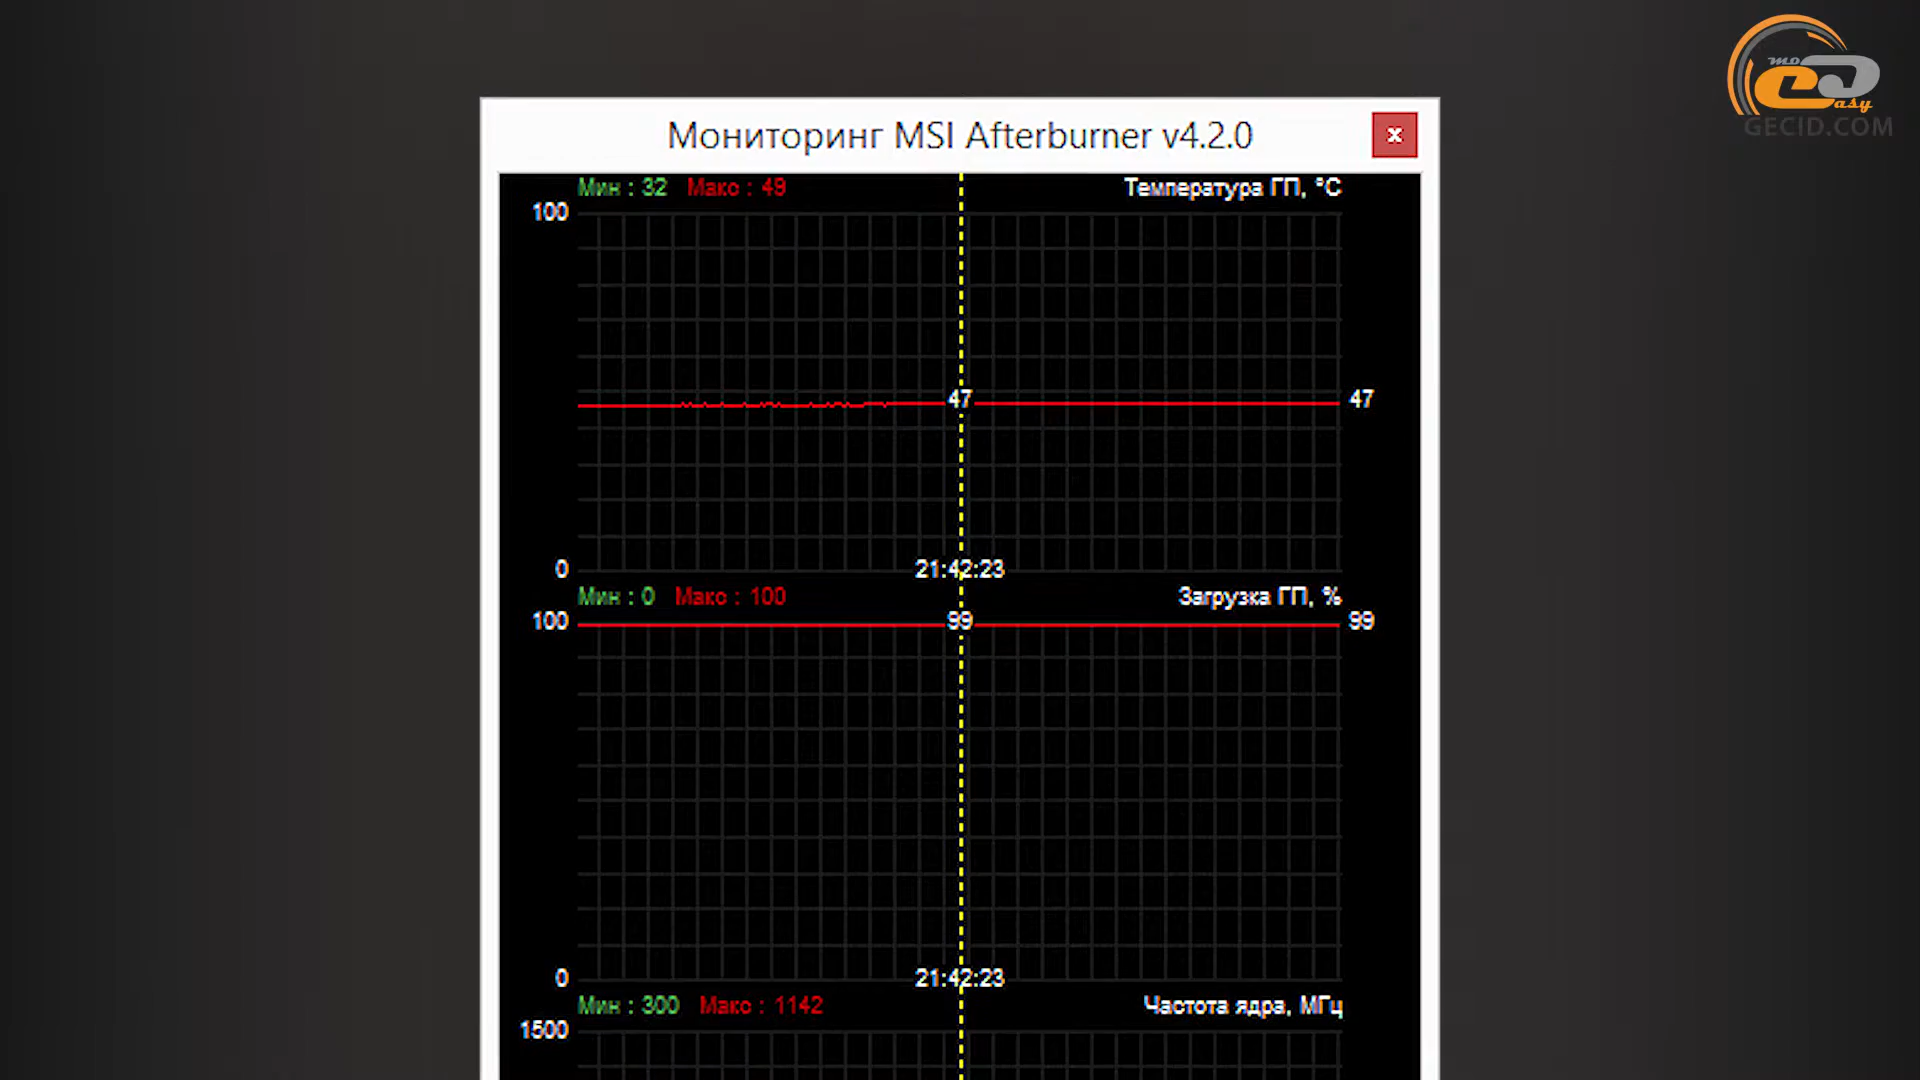 mo
asy
GECID.COM
Мониторинг MSI Afterburner v4.2.0
Мин : 32 Макс : 49 Температура ГП, °C
100
47 47
0 21:42:23
Мин : 0 Макс : 100 Загрузка ГП, %
100 99 99
0 21:42:23
Мин : 300 Макс : 1142 Частота ядра, МГц
1500